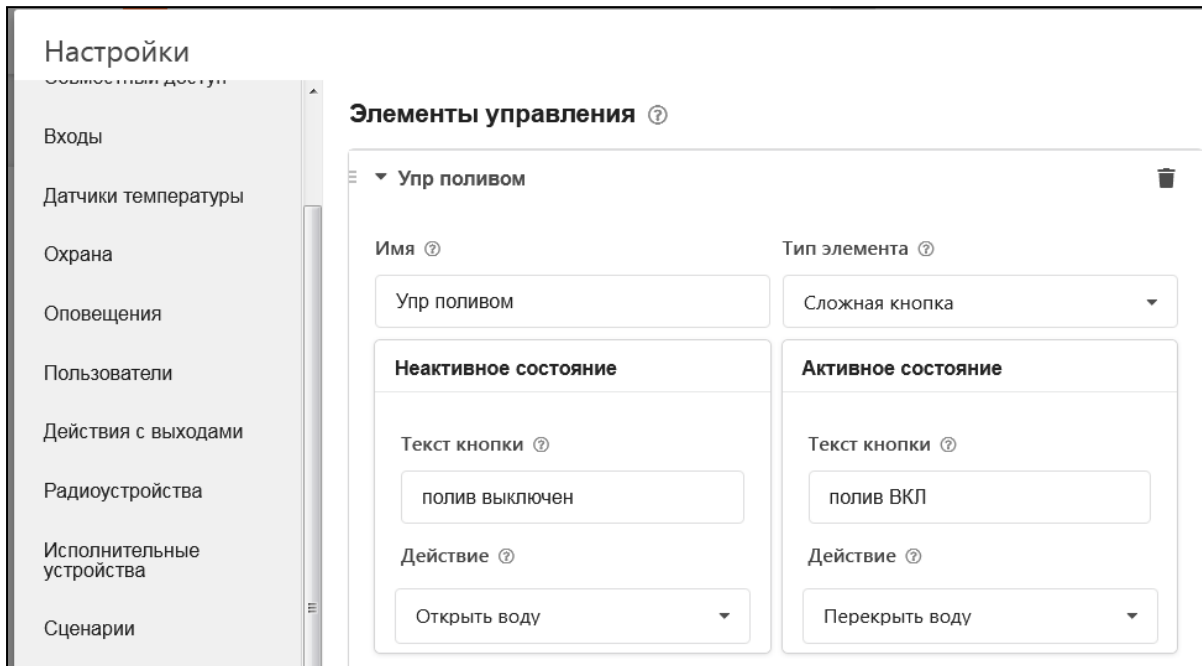 Настройки
Совместный доступ
Входы
Датчики температуры
Охрана
Оповещения
Пользователи
Действия с выходами
Радиоустройства
Исполнительные
устройства
Сценарии
Элементы управления
Упр поливом
Имя
Тип элемента
Упр поливом
Сложная кнопка
Неактивное состояние
Активное состояние
Текст кнопки
Текст кнопки
полив выключен
полив ВКЛ
Действие
Действие
Открыть воду
Перекрыть воду